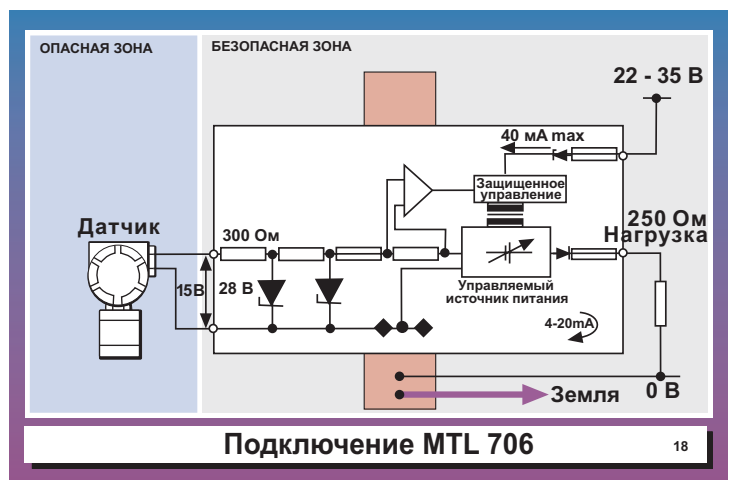 ОПАСНАЯ ЗОНА
БЕЗОПАСНАЯ ЗОНА
22 - 35 В
40 мА max
Защищенное
управление
250 Ом
Нагрузка
Датчик
300 Ом
15В
28 В
Управляемый
источник питания
4-20mA
Земля
0 В
Подключение MTL 706
18